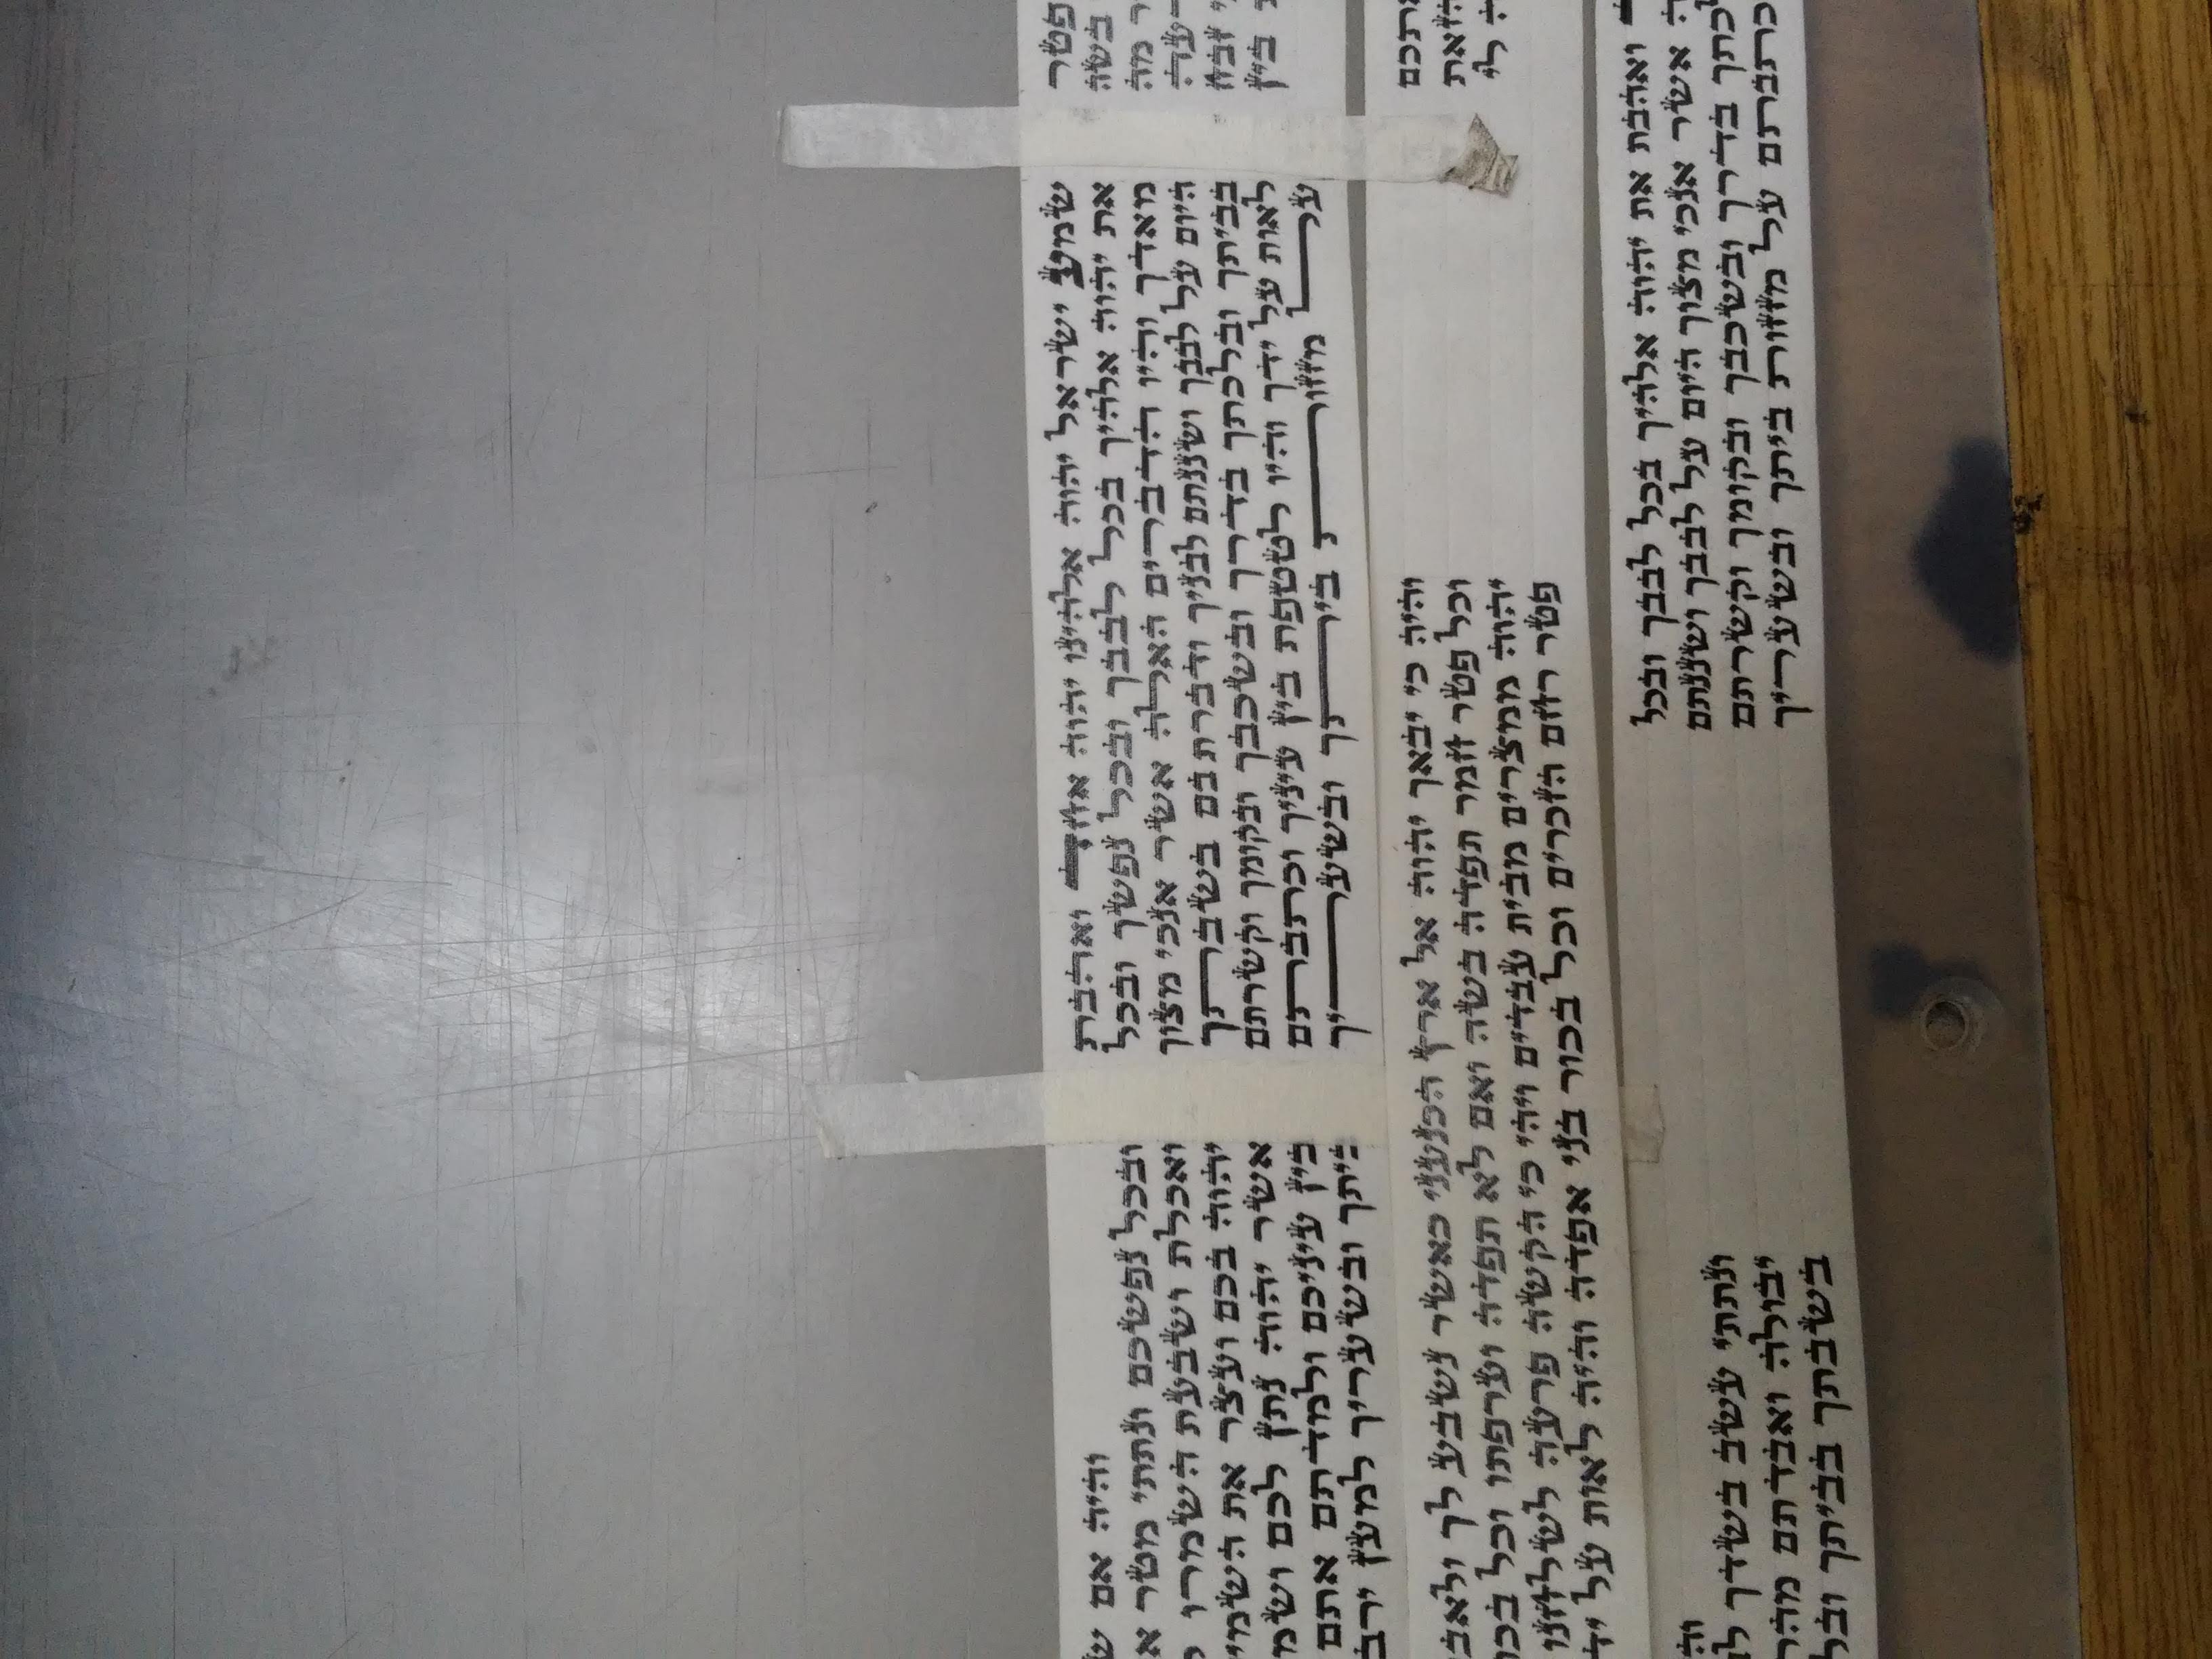 פטר
בשה
ר מה
רעה
זבח
בין
שמע ישראל יהוה אלהינו יהוה אחד ואהבת
את יהוה אלהיך בכל לבבך ובכל נפשך ובכל
מאדך והיו הדברים האלה אשר אנכי מצוך
היום על לבבך ושננתם לבניך ודברת בם בשבתך
בביתך ובלכתך בדרך ובשכבך ובקומך וקשרתם
לאות על ידך והיו לטטפת בין עיניך וכתבתם
על מזזות ביתך ובשעריך
והיה אם ש
ובכל נפשכם ונתתי מטר א
ואכלת ושבעת השמרו
יהוה בכם ועצר את השמי
אשר יהוה נתן לכם ושמ
בין עיניכם ולמדתם אתם
ביתך ובשעריך למען ירב
אתכם
הזאת
ה לי
והיה כי יבאך יהוה אל ארץ הכנעני כאשר נשבע לך ולאב
וכל פטר חמר תפדה בשה ואם לא תפדה וערפתו וכל בכו
יהוה ממצרים מבית עבדים ויהי כי הקשה פרעה לשלחנו
פטר רחם הזכרים וכל בכור בני אפדה והיה לאות על יד
ואהבת את יהוה אלהיך בכל לבבך ובכל
ה אשר אנכי מצוך היום על לבבך ושננתם
לכתך בדרך ובשכבך ובקומך וקשרתם
כתבתם על מזזות ביתך ובשעריך
והי
ונתתי עשב בשדך לב
יבולה ואבדתם מהר
בשבתך בביתך ובל